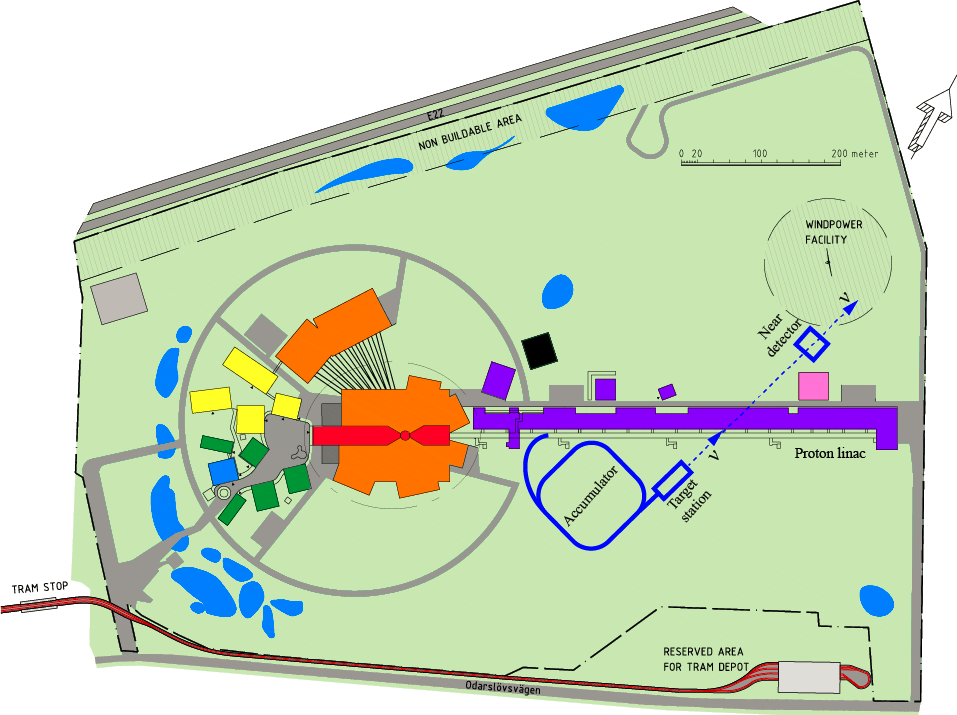 E22
NON BUILDABLE AREA
0 20 100 200 meter
WINDPOWER
FACILITY
ν
Near
detector
ν
Proton linac
Accumulator
Target
station
TRAM STOP
RESERVED AREA
FOR TRAM DEPOT
Odarslövsvägen